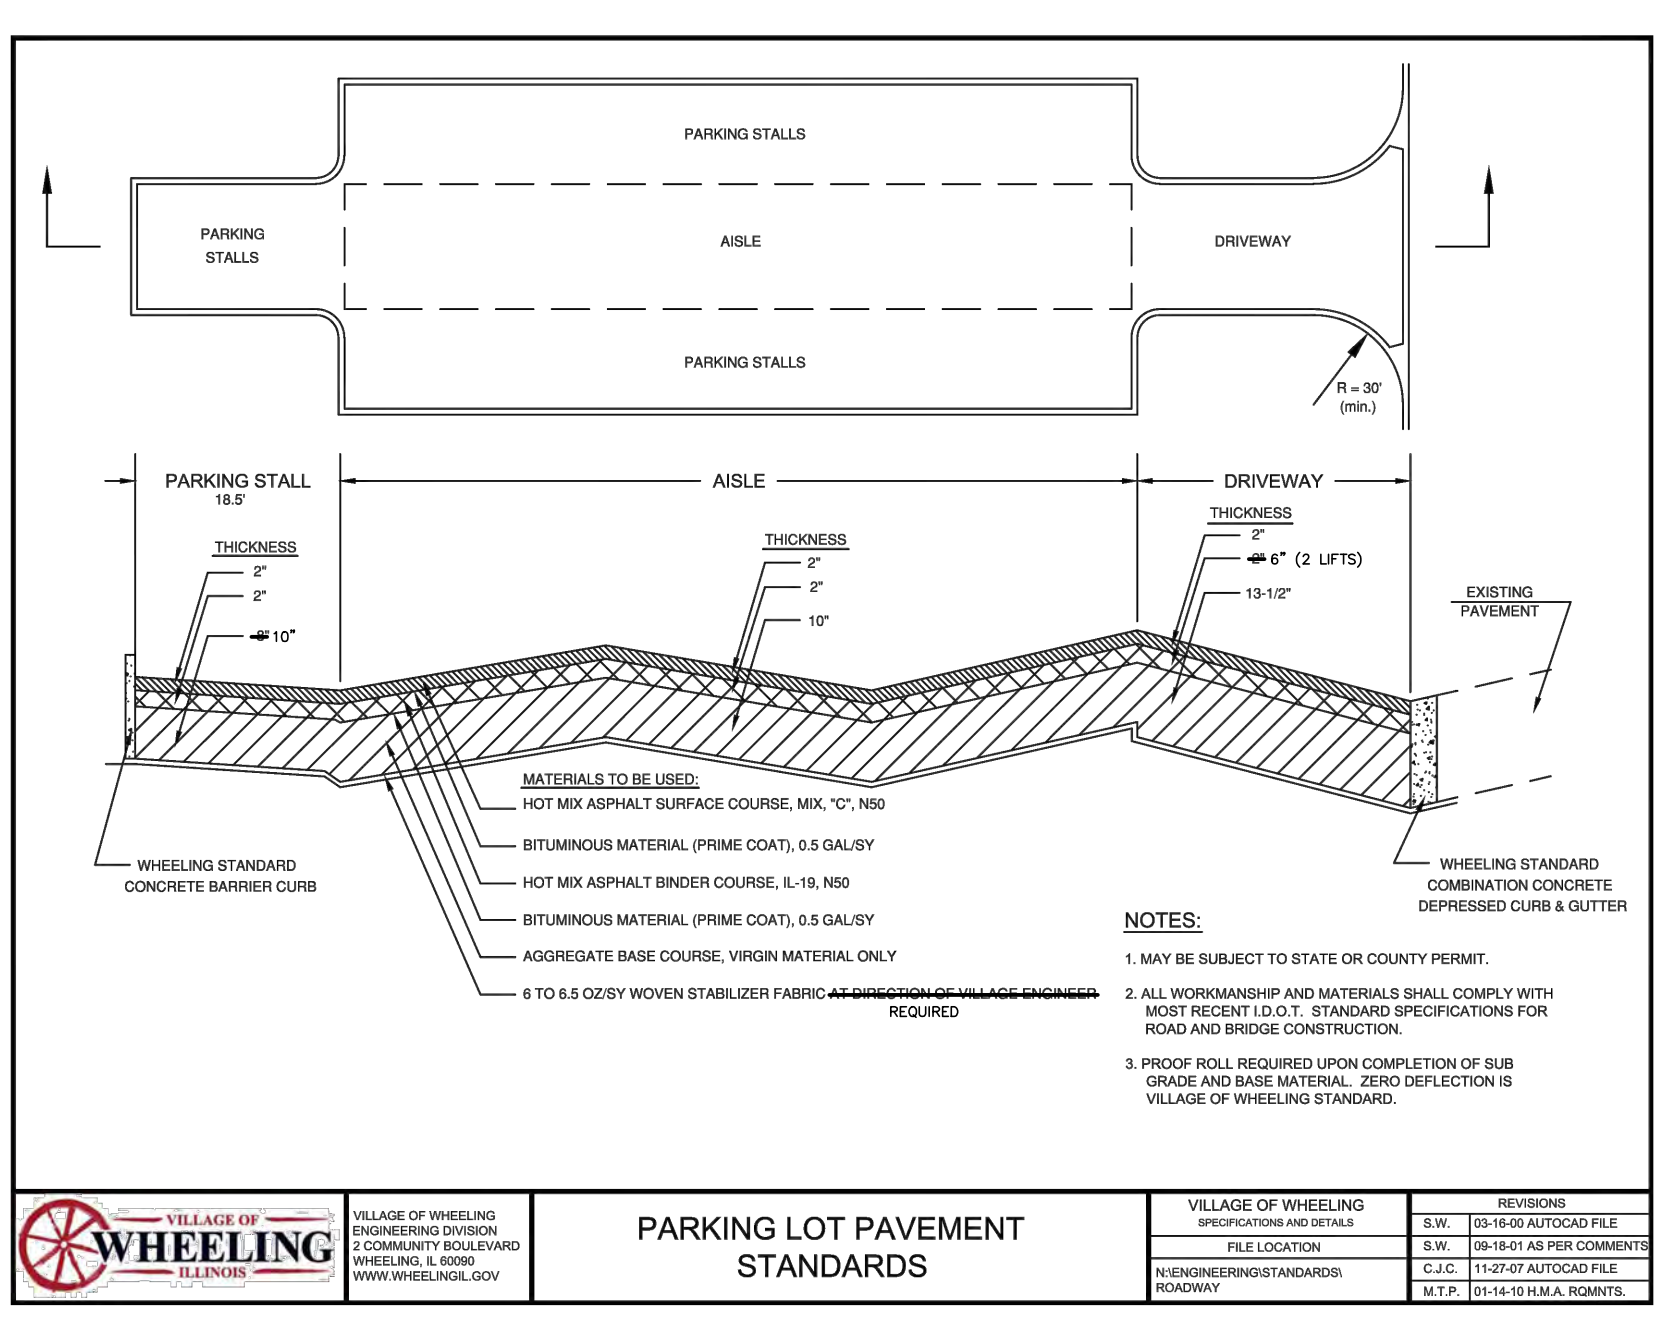 PARKING STALLS
PARKING
STALLS
AISLE
DRIVEWAY
PARKING STALLS
R = 30'
(min.)
PARKING STALL
18.5'
AISLE
DRIVEWAY
THICKNESS
2"
2"
8" 10"
THICKNESS
2"
2"
10"
THICKNESS
2"
2" 6" (2 LIFTS)
13-1/2"
EXISTING
PAVEMENT
MATERIALS TO BE USED:
HOT MIX ASPHALT SURFACE COURSE, MIX, "C", N50
BITUMINOUS MATERIAL (PRIME COAT), 0.5 GAL/SY
HOT MIX ASPHALT BINDER COURSE, IL-19, N50
BITUMINOUS MATERIAL (PRIME COAT), 0.5 GAL/SY
AGGREGATE BASE COURSE, VIRGIN MATERIAL ONLY
6 TO 6.5 OZ/SY WOVEN STABILIZER FABRIC AT DIRECTION OF VILLAGE ENGINEER
REQUIRED
WHEELING STANDARD
CONCRETE BARRIER CURB
WHEELING STANDARD
COMBINATION CONCRETE
DEPRESSED CURB & GUTTER
NOTES:
1. MAY BE SUBJECT TO STATE OR COUNTY PERMIT.
2. ALL WORKMANSHIP AND MATERIALS SHALL COMPLY WITH
MOST RECENT I.D.O.T. STANDARD SPECIFICATIONS FOR
ROAD AND BRIDGE CONSTRUCTION.
3. PROOF ROLL REQUIRED UPON COMPLETION OF SUB
GRADE AND BASE MATERIAL. ZERO DEFLECTION IS
VILLAGE OF WHEELING STANDARD.
VILLAGE OF
WHEELING
ILLINOIS
VILLAGE OF WHEELING
ENGINEERING DIVISION
2 COMMUNITY BOULEVARD
WHEELING, IL 60090
WWW.WHEELINGIL.GOV
PARKING LOT PAVEMENT
STANDARDS
VILLAGE OF WHEELING
SPECIFICATIONS AND DETAILS
FILE LOCATION
N:\ENGINEERING\STANDARDS\
ROADWAY
REVISIONS
S.W. 03-16-00 AUTOCAD FILE
S.W. 09-18-01 AS PER COMMENTS
C.J.C. 11-27-07 AUTOCAD FILE
M.T.P. 01-14-10 H.M.A. RQMNTS.